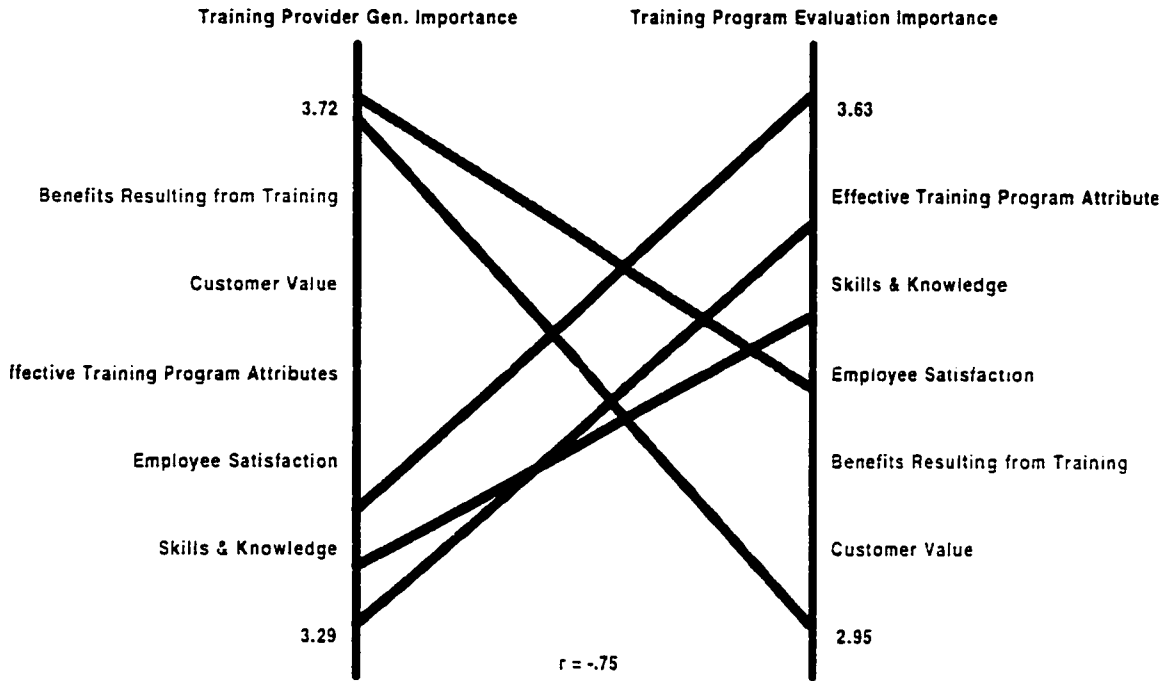 Training Provider Gen. Importance
Training Program Evaluation Importance
3.72
3.63
Benefits Resulting from Training
Effective Training Program Attribute
Customer Value
Skills & Knowledge
ffective Training Program Attributes
Employee Satisfaction
Employee Satisfaction
Benefits Resulting from Training
Skills & Knowledge
Customer Value
3.29
2.95
r = -.75